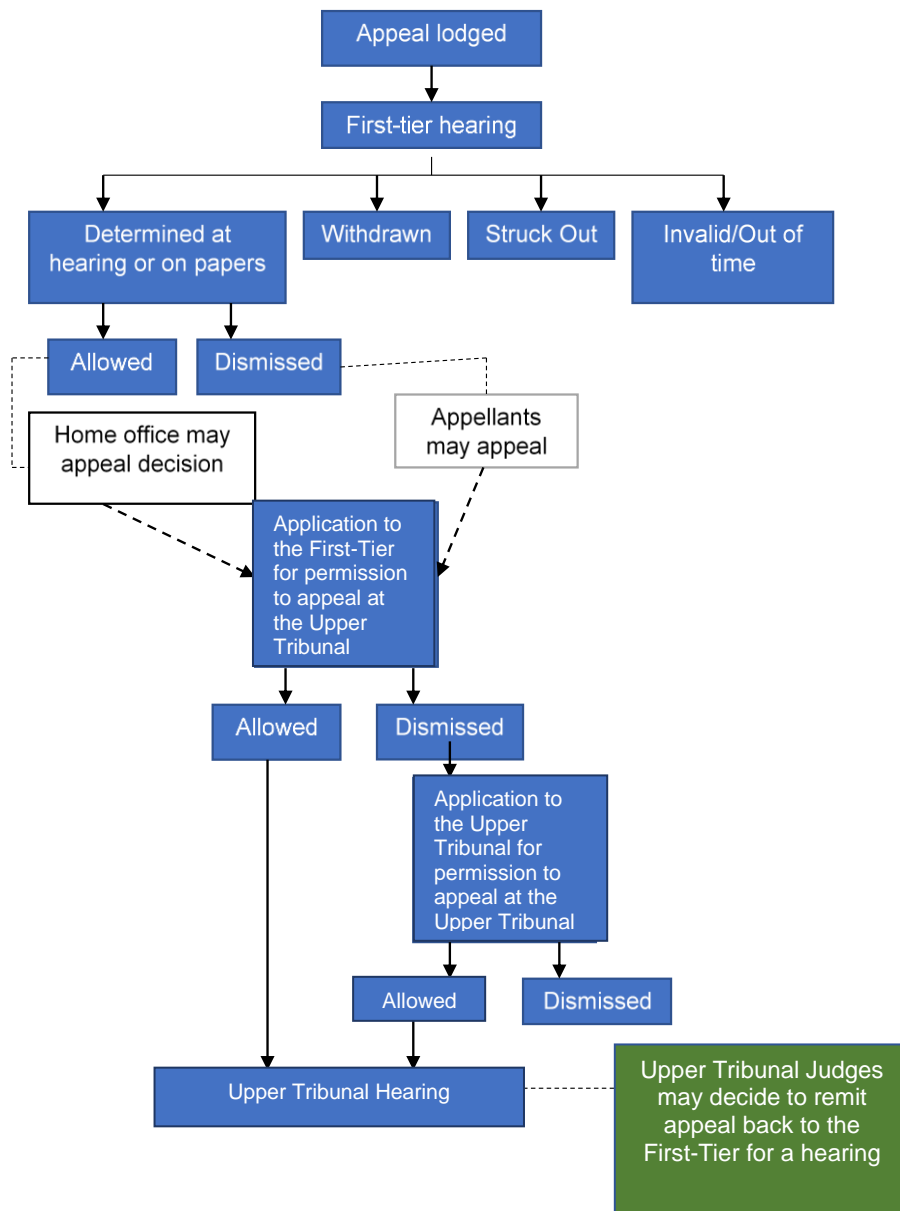 Appeal lodged
First-tier hearing
Determined at
hearing or on papers
Withdrawn
Struck Out
Invalid/Out of
time
Allowed
Dismissed
Home office may
appeal decision
Appellants
may appeal
Application to
the First-Tier
for permission
to appeal at
the Upper
Tribunal
Allowed
Dismissed
Application to
the Upper
Tribunal for
permission to
appeal at the
Upper Tribunal
Allowed
Dismissed
Upper Tribunal Hearing
Upper Tribunal Judges
may decide to remit
appeal back to the
First-Tier for a hearing